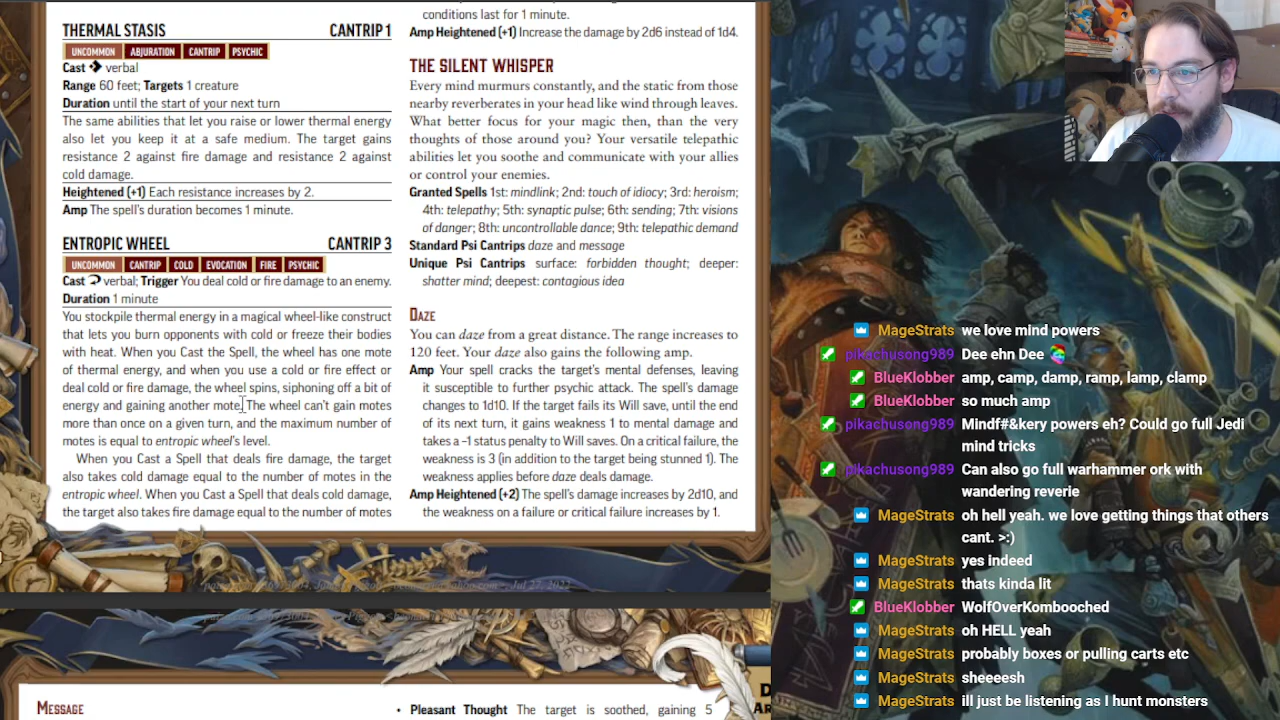 THERMAL STASIS CANTRIP 1
UNCOMMON ABJURATION CANTRIP PSYCHIC
Cast verbal
Range 60 feet; Targets 1 creature
Duration until the start of your next turn
The same abilities that let you raise or lower thermal energy
also let you keep it at a safe medium. The target gains
resistance 2 against fire damage and resistance 2 against
cold damage.
Heightened (+1) Each resistance increases by 2.
Amp The spell's duration becomes 1 minute.
ENTROPIC WHEEL CANTRIP 3
UNCOMMON CANTRIP COLD EVOCATION FIRE PSYCHIC
Cast verbal; Trigger You deal cold or fire damage to an enemy.
Duration 1 minute
You stockpile thermal energy in a magical wheel-like construct
that lets you burn opponents with cold or freeze their bodies
with heat. When you Cast the Spell, the wheel has one mote
of thermal energy, and when you use a cold or fire effect or
deal cold or fire damage, the wheel spins, siphoning off a bit of
energy and gaining another mote. The wheel can't gain motes
more than once on a given turn, and the maximum number of
motes is equal to entropic wheel's level.
When you Cast a Spell that deals fire damage, the target
also takes cold damage equal to the number of motes in the
entropic wheel. When you Cast a Spell that deals cold damage,
the target also takes fire damage equal to the number of motes
conditions last for 1 minute.
Amp Heightened (+1) Increase the damage by 2d6 instead of 1d4.
THE SILENT WHISPER
Every mind murmurs constantly, and the static from those
nearby reverberates in your head like wind through leaves.
What better focus for your magic then, than the very
thoughts of those around you? Your versatile telepathic
abilities let you soothe and communicate with your allies
or control your enemies.
Granted Spells 1st: mindlink; 2nd: touch of idiocy; 3rd: heroism;
4th: telepathy; 5th: synaptic pulse; 6th: sending; 7th: visions
of danger; 8th: uncontrollable dance; 9th: telepathic demand
Standard Psi Cantrips daze and message
Unique Psi Cantrips surface: forbidden thought; deeper:
shatter mind; deepest: contagious idea
DAZE
You can daze from a great distance. The range increases to
120 feet. Your daze also gains the following amp.
Amp Your spell cracks the target's mental defenses, leaving
it susceptible to further psychic attack. The spell's damage
changes to 1d10. If the target fails its Will save, until the end
of its next turn, it gains weakness 1 to mental damage and
takes a –1 status penalty to Will saves. On a critical failure, the
weakness is 3 (in addition to the target being stunned 1). The
weakness applies before daze deals damage.
Amp Heightened (+2) The spell's damage increases by 2d10, and
the weakness on a failure or critical failure increases by 1.
MESSAGE
• Pleasant Thought The target is soothed, gaining 5
MageStrats we love mind powers
pikachusong989 Dee ehn Dee
BlueKlobber amp, camp, damp, ramp, lamp, clamp
BlueKlobber so much amp
pikachusong989 Mindf#&kery powers eh? Could go full Jedi
mind tricks
pikachusong989 Can also go full warhammer ork with
wandering reverie
MageStrats oh hell yeah. we love getting things that others
cant. >:)
MageStrats yes indeed
MageStrats thats kinda lit
BlueKlobber WolfOverKombooched
MageStrats oh HELL yeah
MageStrats probably boxes or pulling carts etc
MageStrats sheeeesh
MageStrats ill just be listening as I hunt monsters